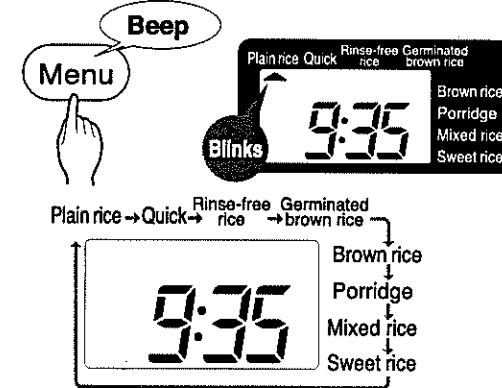 Beep
Menu
Plain rice Quick Rinse-free rice Germinated brown rice
Brown rice
Porridge
Mixed rice
Sweet rice
9:35
Blinks
Plain rice → Quick → Rinse-free rice → Germinated brown rice
Brown rice
Porridge
Mixed rice
Sweet rice
9:35